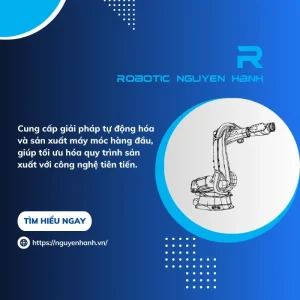 R
ROBOTIC NGUYEN HANH
Cung cấp giải pháp tự động hóa
và sản xuất máy móc hàng đầu,
giúp tối ưu hóa quy trình sản
xuất với công nghệ tiên tiến.
TÌM HIỂU NGAY
https://nguyenhanh.vn/